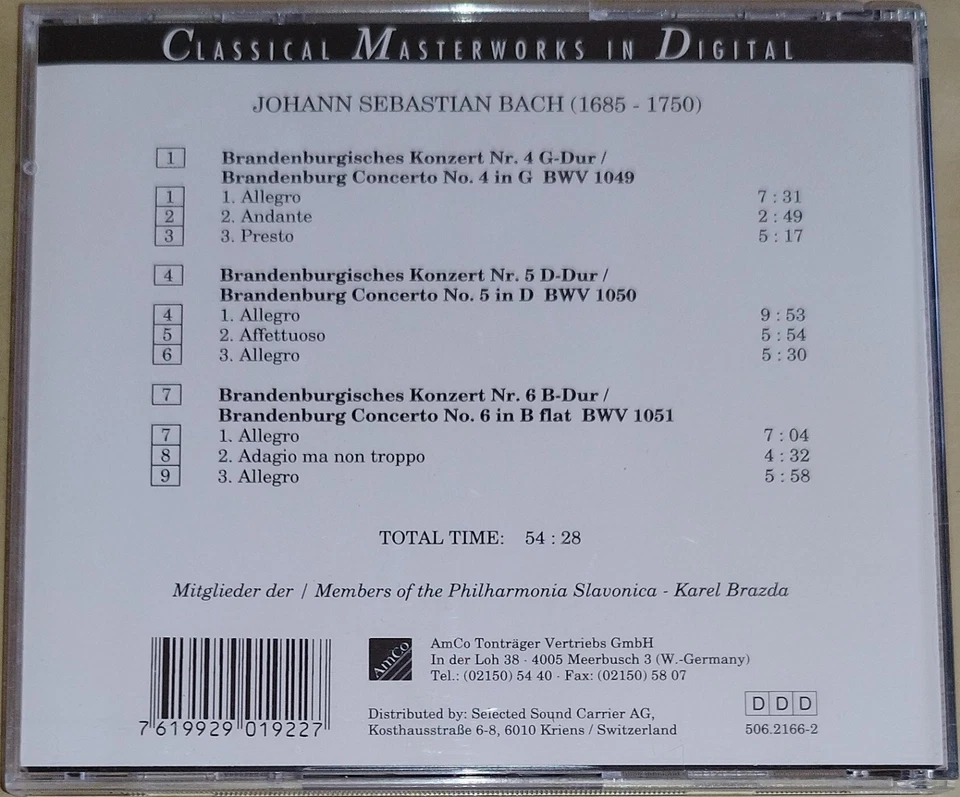 CLASSICAL MASTERWORKS IN DIGITAL
JOHANN SEBASTIAN BACH (1685 - 1750)
1 Brandenburgisches Konzert Nr. 4 G-Dur /
Brandenburg Concerto No. 4 in G BWV 1049
1 1. Allegro 7 : 31
2 2. Andante 2 : 49
3 3. Presto 5 : 17
4 Brandenburgisches Konzert Nr. 5 D-Dur /
Brandenburg Concerto No. 5 in D BWV 1050
4 1. Allegro 9 : 53
5 2. Affettuoso 5 : 54
6 3. Allegro 5 : 30
7 Brandenburgisches Konzert Nr. 6 B-Dur /
Brandenburg Concerto No. 6 in B flat BWV 1051
7 1. Allegro 7 : 04
8 2. Adagio ma non troppo 4 : 32
9 3. Allegro 5 : 58
TOTAL TIME: 54 : 28
Mitglieder der / Members of the Philharmonia Slavonica - Karel Brazda
AmCo
AmCo Tonträger Vertriebs GmbH
In der Loh 38 · 4005 Meerbusch 3 (W.-Germany)
Tel.: (02150) 54 40 · Fax: (02150) 58 07
Distributed by: Selected Sound Carrier AG,
Kosthausstraße 6-8, 6010 Kriens / Switzerland
7 619929 019227
DDD
506.2166-2